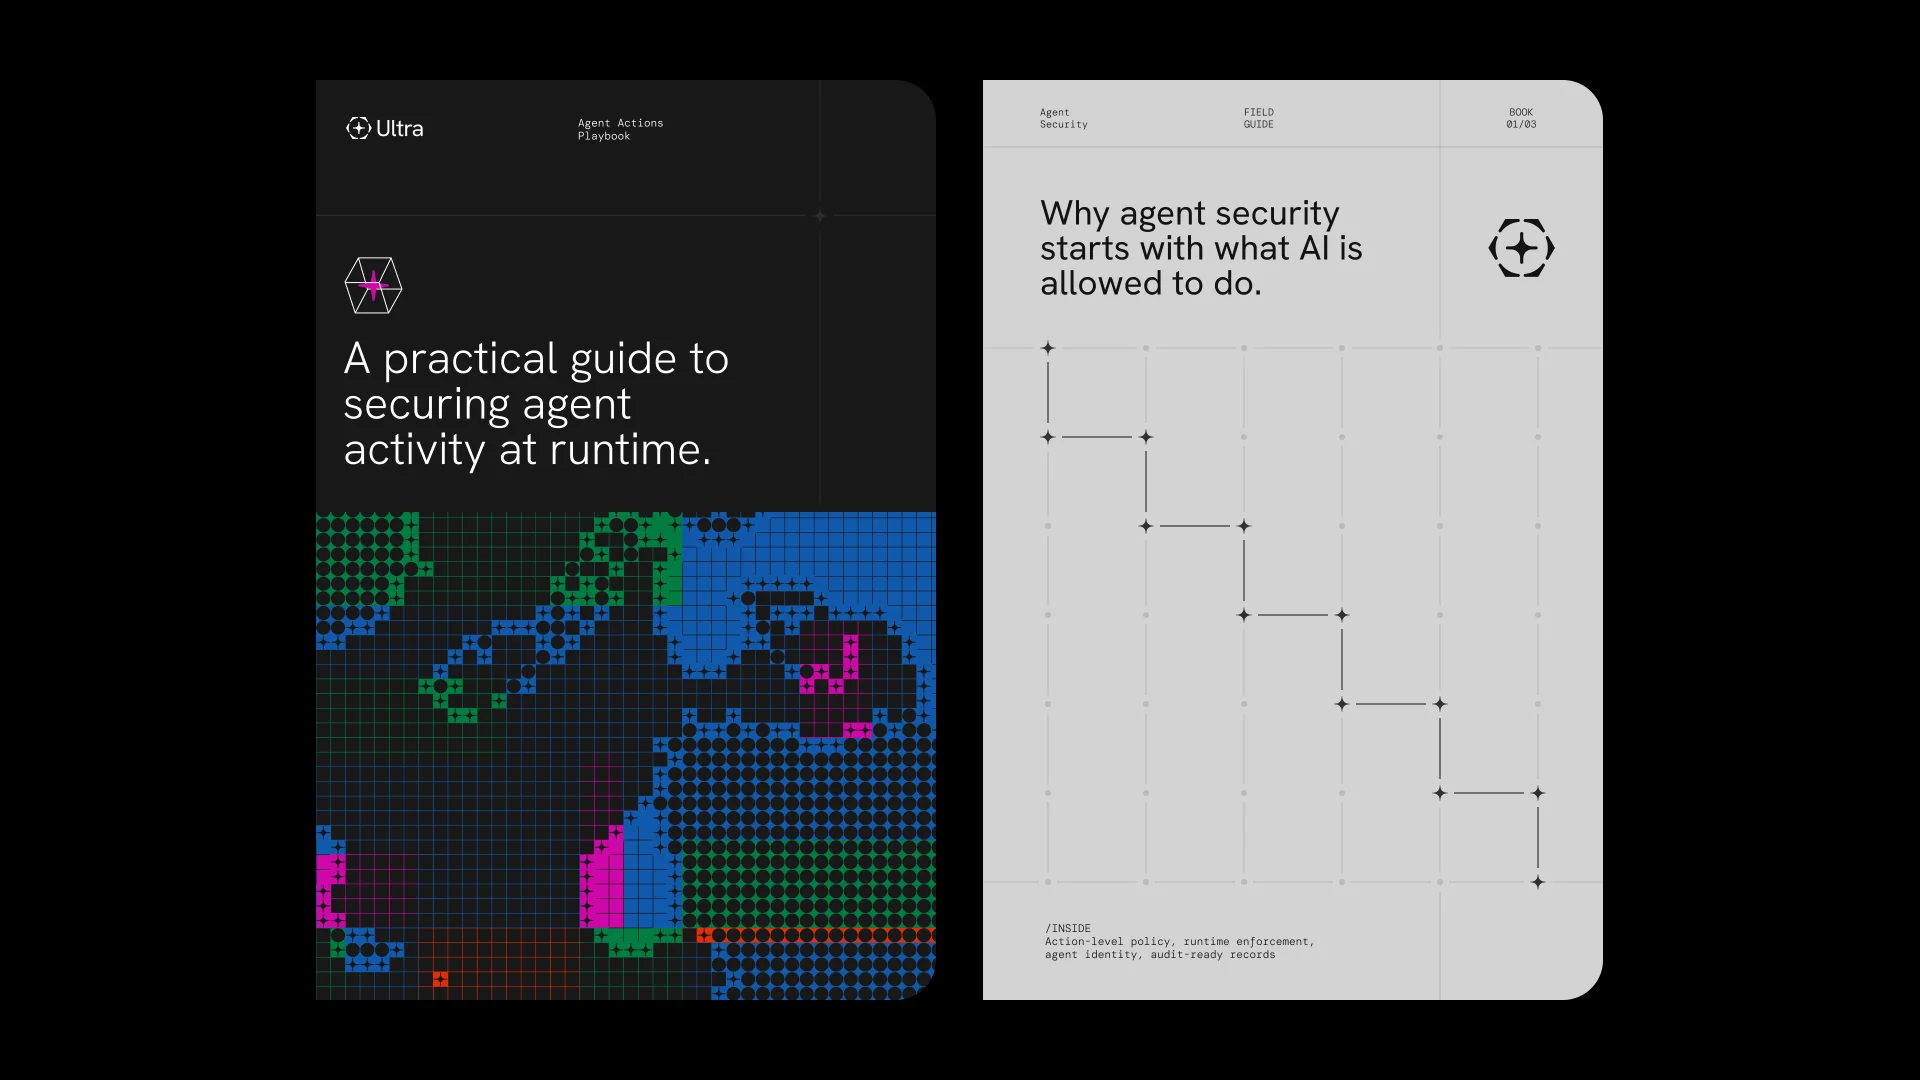 Ultra
Agent Actions
Playbook
A practical guide to
securing agent
activity at runtime.
Agent
Security
FIELD
GUIDE
BOOK
01/03
Why agent security
starts with what AI is
allowed to do.
/INSIDE
Action-level policy, runtime enforcement,
agent identity, audit-ready records